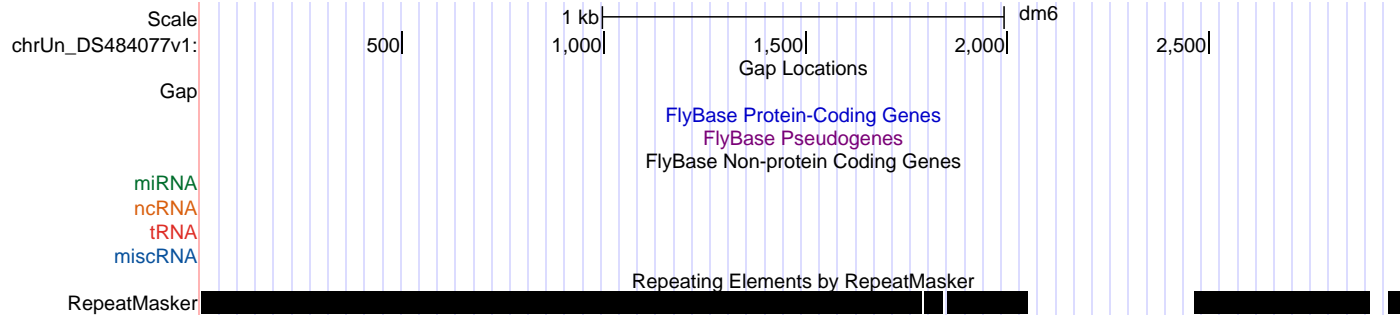 Scale 1 kb dm6
chrUn_DS484077v1: 500 1,000 1,500 2,000 2,500
Gap Locations
Gap
FlyBase Protein-Coding Genes
FlyBase Pseudogenes
FlyBase Non-protein Coding Genes
miRNA
ncRNA
tRNA
miscRNA
Repeating Elements by RepeatMasker
RepeatMasker